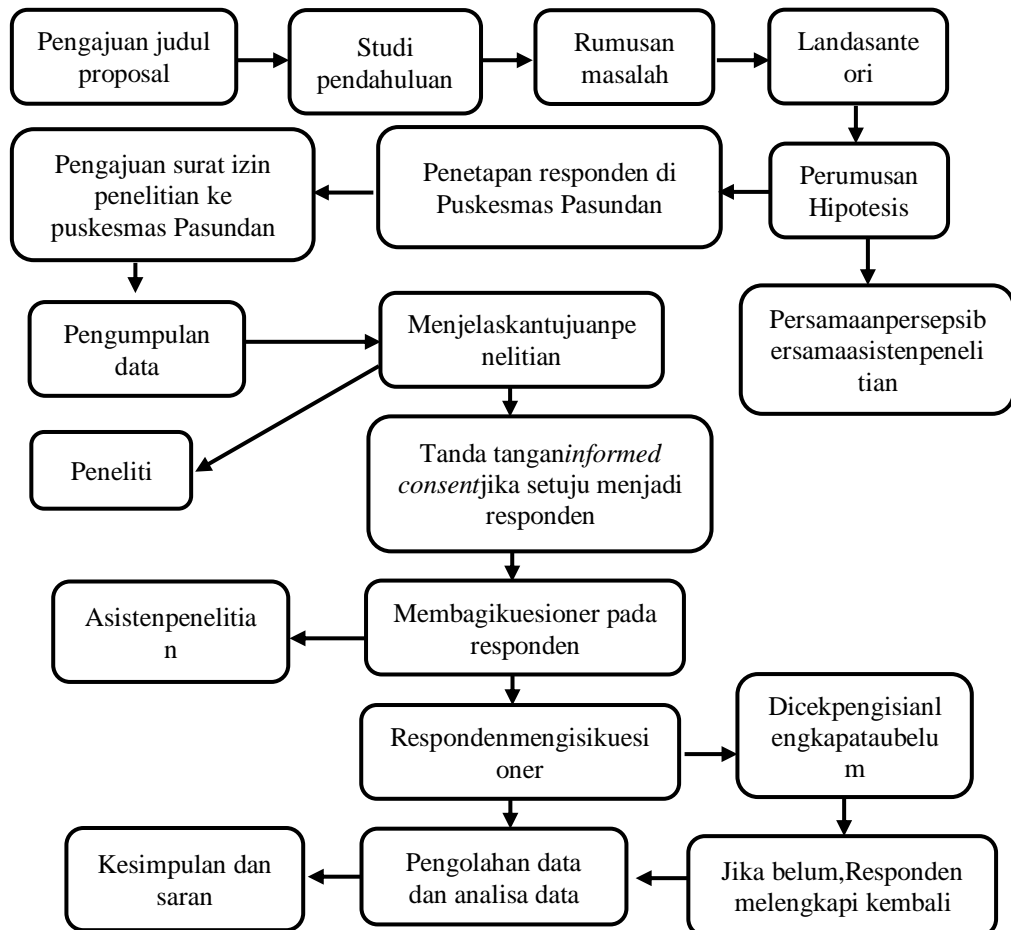 Pengajuan judul
proposal
Studi
pendahuluan
Rumusan
masalah
Landasante
ori
Pengajuan surat izin
penelitian ke
puskesmas Pasundan
Penetapan responden di
Puskesmas Pasundan
Perumusan
Hipotesis
Pengumpulan
data
Menjelaskantujuanpe
nelitian
Persamaanpersepsib
ersamaasistenpeneli
tian
Peneliti
Tanda tanganinformed
consentjika setuju menjadi
responden
Asistenpenelitia
n
Membagikuesioner pada
responden
Respondenmengisikuesi
oner
Dicekpengisianl
engkapataubelu
m
Kesimpulan dan
saran
Pengolahan data
dan analisa data
Jika belum,Responden
melengkapi kembali